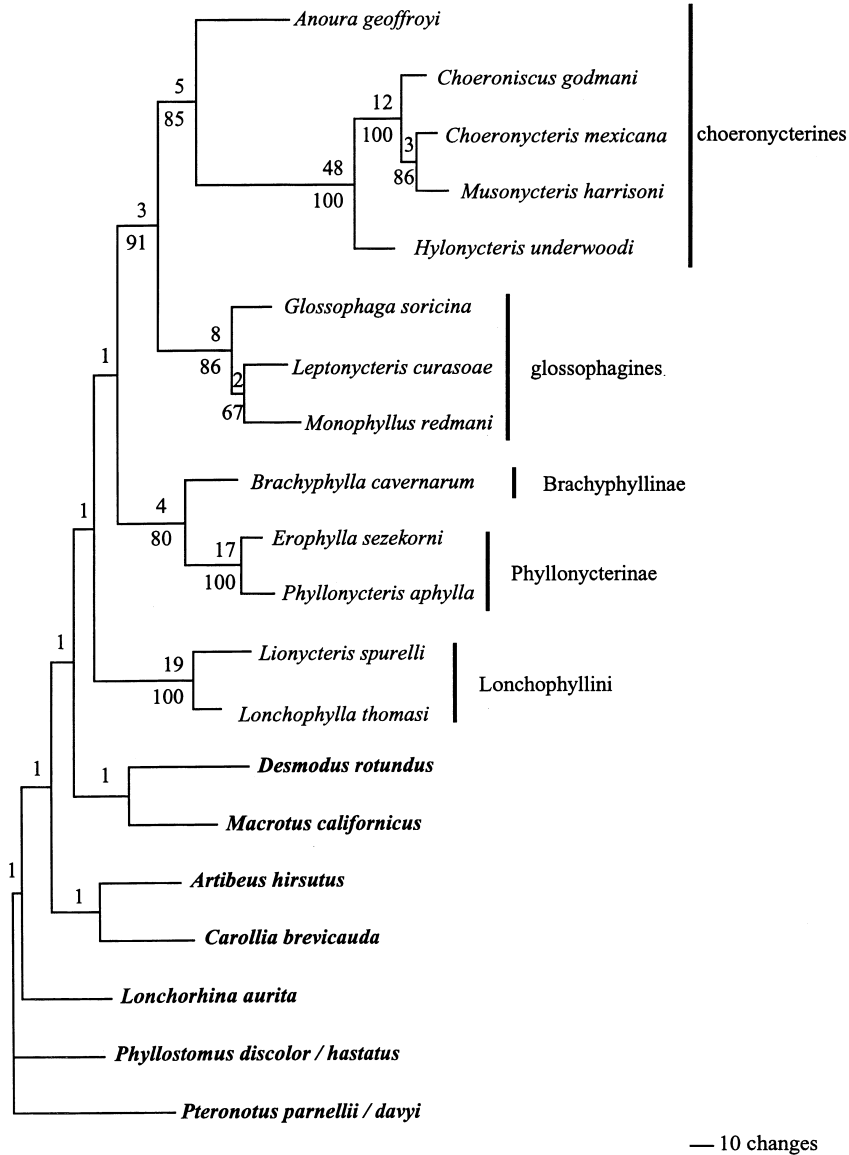 Anoura geoffroyi
5
85
Choeroniscus godmani
12
100
Choeronycteris mexicana
choeronycterines
3
86
Musonycteris harrisoni
48
100
Hylonycteris underwoodi
3
91
Glossophaga soricina
8
86
Leptonycteris curasoae
glossophagines
2
67
Monophyllus redmani
1
Brachyphylla cavernarum
Brachyphyllinae
4
80
Erophylla sezekorni
17
100
Phyllonycterinae
Phyllonycteris aphylla
1
Lionycteris spurelli
19
100
Lonchophyllini
Lonchophylla thomasi
1
Desmodus rotundus
1
1
Macrotus californicus
Artibeus hirsutus
1
1
Carollia brevicauda
Lonchorhina aurita
Phyllostomus discolor / hastatus
Pteronotus parnellii / davyi
10 changes